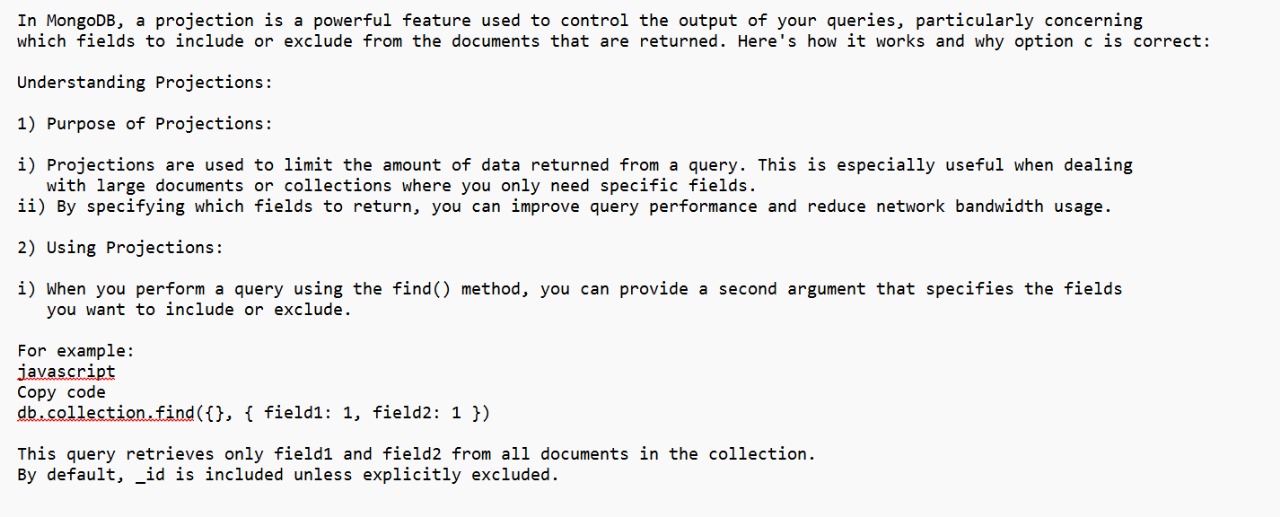 In MongoDB, a projection is a powerful feature used to control the output of your queries, particularly concerning
which fields to include or exclude from the documents that are returned. Here's how it works and why option c is correct:
Understanding Projections:
1) Purpose of Projections:
i) Projections are used to limit the amount of data returned from a query. This is especially useful when dealing
with large documents or collections where you only need specific fields.
ii) By specifying which fields to return, you can improve query performance and reduce network bandwidth usage.
2) Using Projections:
i) When you perform a query using the find() method, you can provide a second argument that specifies the fields
you want to include or exclude.
For example:
javascript
Copy code
db.collection.find({}, { field1: 1, field2: 1 })
This query retrieves only field1 and field2 from all documents in the collection.
By default, _id is included unless explicitly excluded.